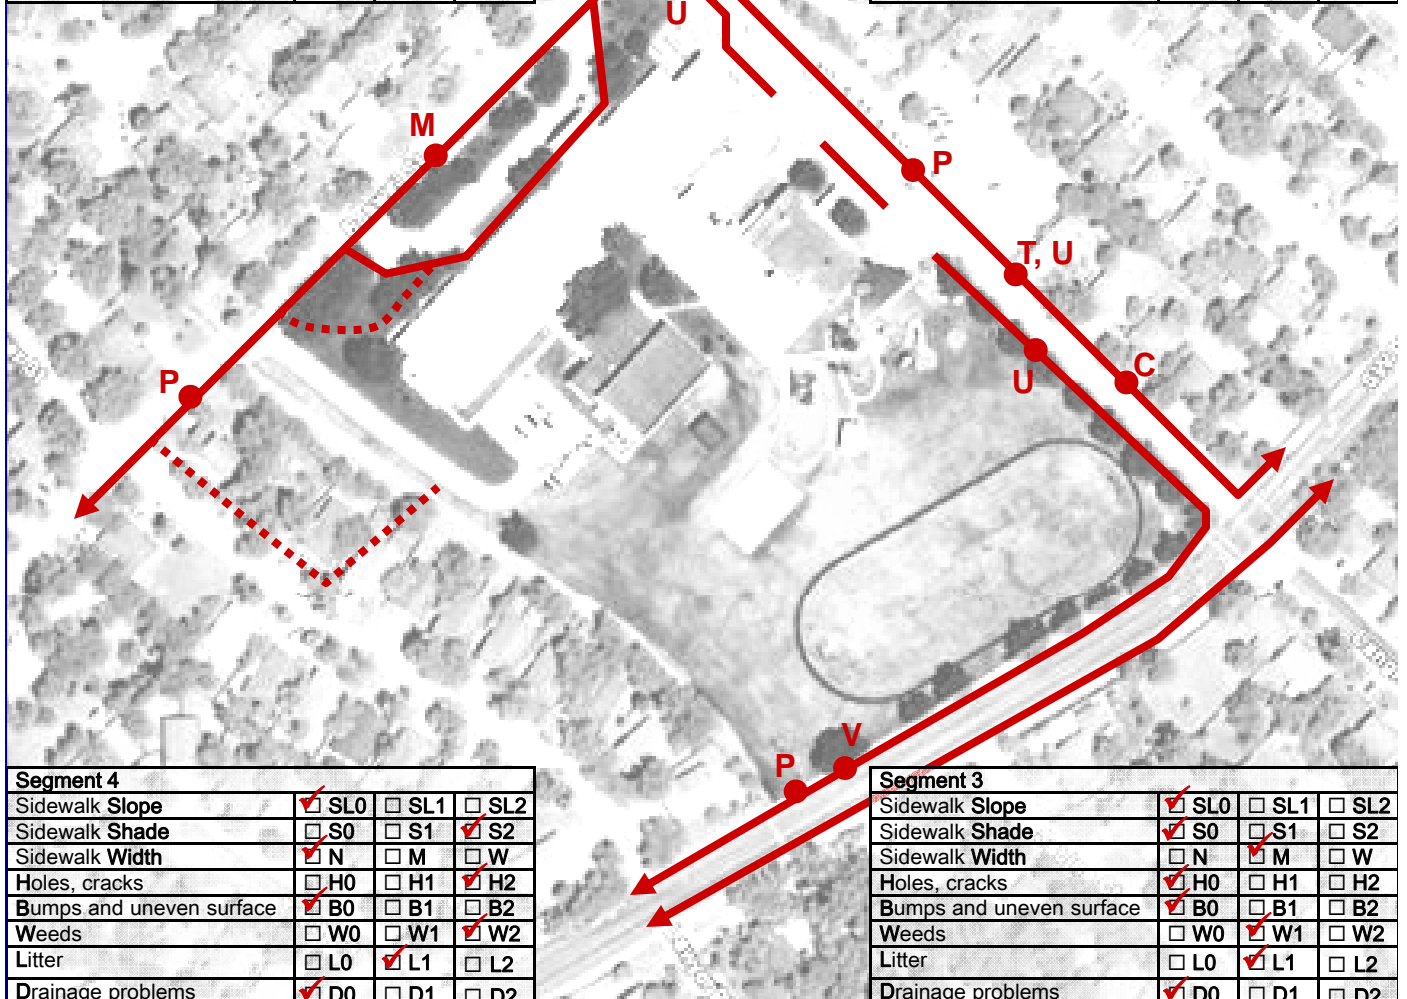 U
M
P
T, U
P
C
U
V
P
Segment 4
Sidewalk Slope ☑ SL0 ☐ SL1 ☐ SL2
Sidewalk Shade ☐ S0 ☐ S1 ☑ S2
Sidewalk Width ☑ N ☐ M ☐ W
Holes, cracks ☐ H0 ☐ H1 ☑ H2
Bumps and uneven surface ☑ B0 ☐ B1 ☐ B2
Weeds ☐ W0 ☐ W1 ☑ W2
Litter ☐ L0 ☑ L1 ☐ L2
Drainage problems ☑ D0 ☐ D1 ☐ D2
Segment 3
Sidewalk Slope ☑ SL0 ☐ SL1 ☐ SL2
Sidewalk Shade ☑ S0 ☐ S1 ☐ S2
Sidewalk Width ☐ N ☑ M ☐ W
Holes, cracks ☑ H0 ☐ H1 ☐ H2
Bumps and uneven surface ☑ B0 ☐ B1 ☐ B2
Weeds ☐ W0 ☑ W1 ☐ W2
Litter ☐ L0 ☑ L1 ☐ L2
Drainage problems ☑ D0 ☐ D1 ☐ D2